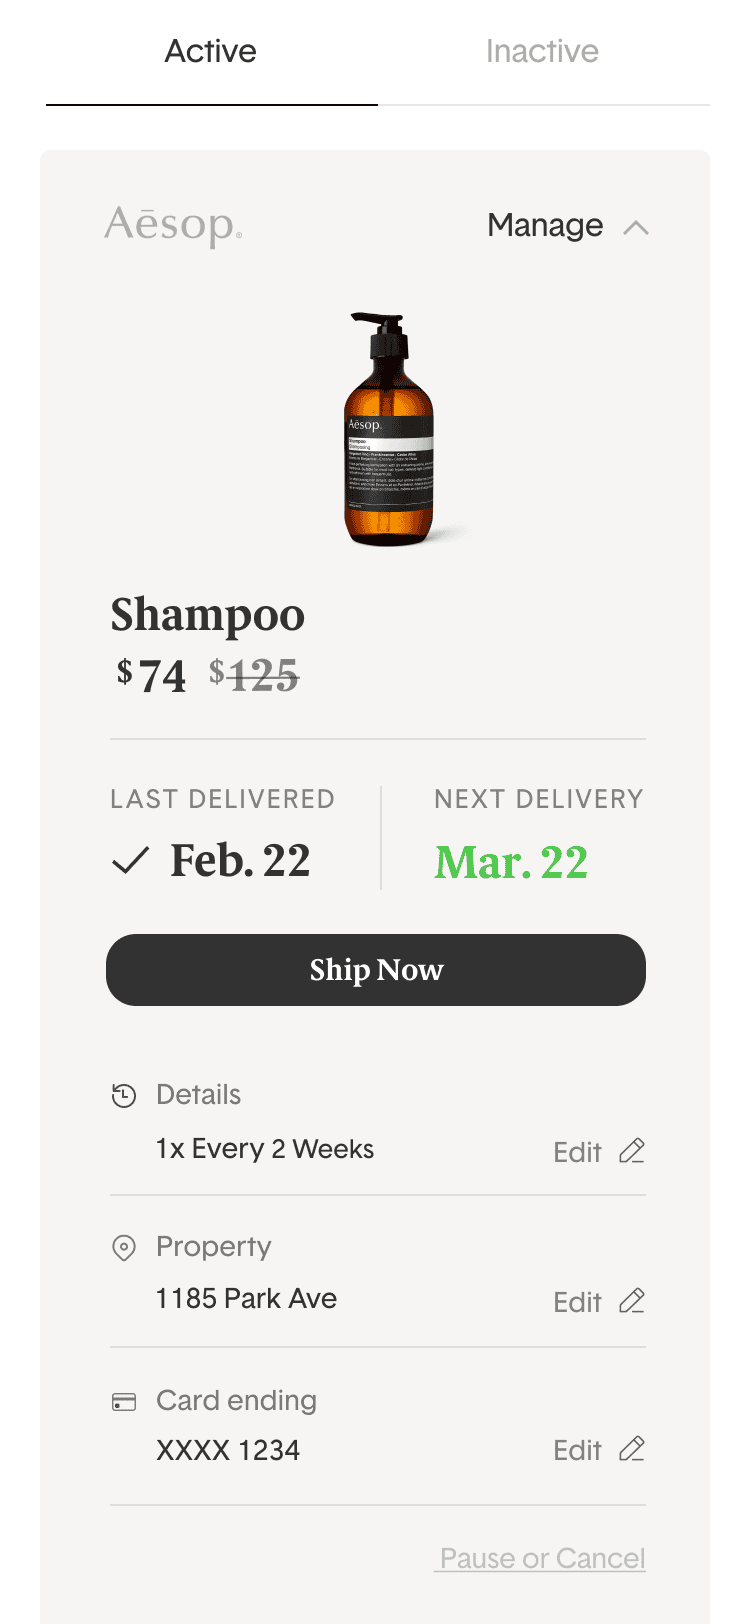 Active Inactive
Aēsop.®
Manage
Aēsop.
Shampoo
Shampooing
Shampoo
$74 $125
LAST DELIVERED NEXT DELIVERY
Feb. 22 Mar. 22
Ship Now
Details
1x Every 2 Weeks Edit
Property
1185 Park Ave Edit
Card ending
XXXX 1234 Edit
Pause or Cancel